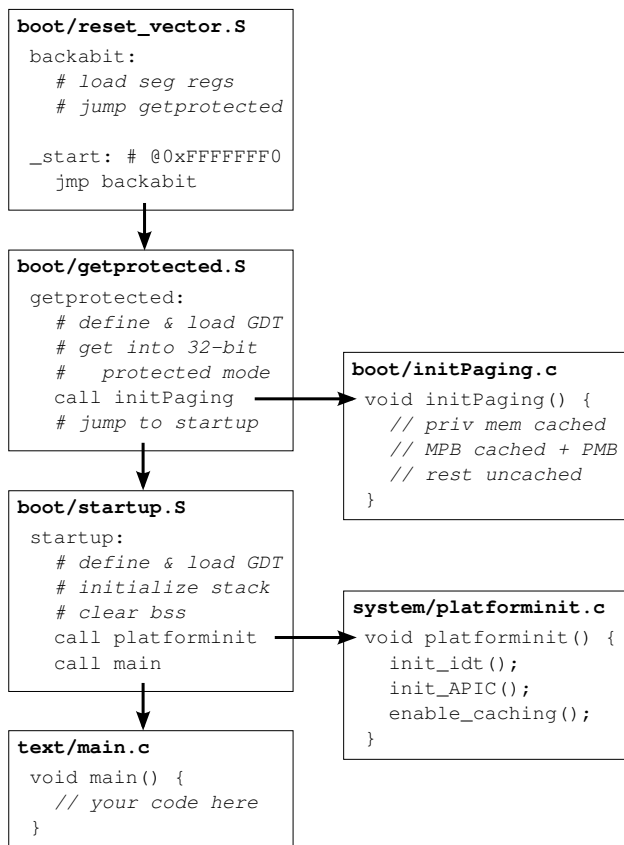 boot/reset_vector.S
backabit:
# load seg regs
# jump getprotected
_start: # @0xFFFFFFF0
jmp backabit
boot/getprotected.S
getprotected:
# define & load GDT
# get into 32-bit
#   protected mode
call initPaging
# jump to startup
boot/initPaging.c
void initPaging() {
// priv mem cached
// MPB cached + PMB
// rest uncached
}
boot/startup.S
startup:
# define & load GDT
# initialize stack
# clear bss
call platforminit
call main
system/platforminit.c
void platforminit() {
init_idt();
init_APIC();
enable_caching();
}
text/main.c
void main() {
// your code here
}